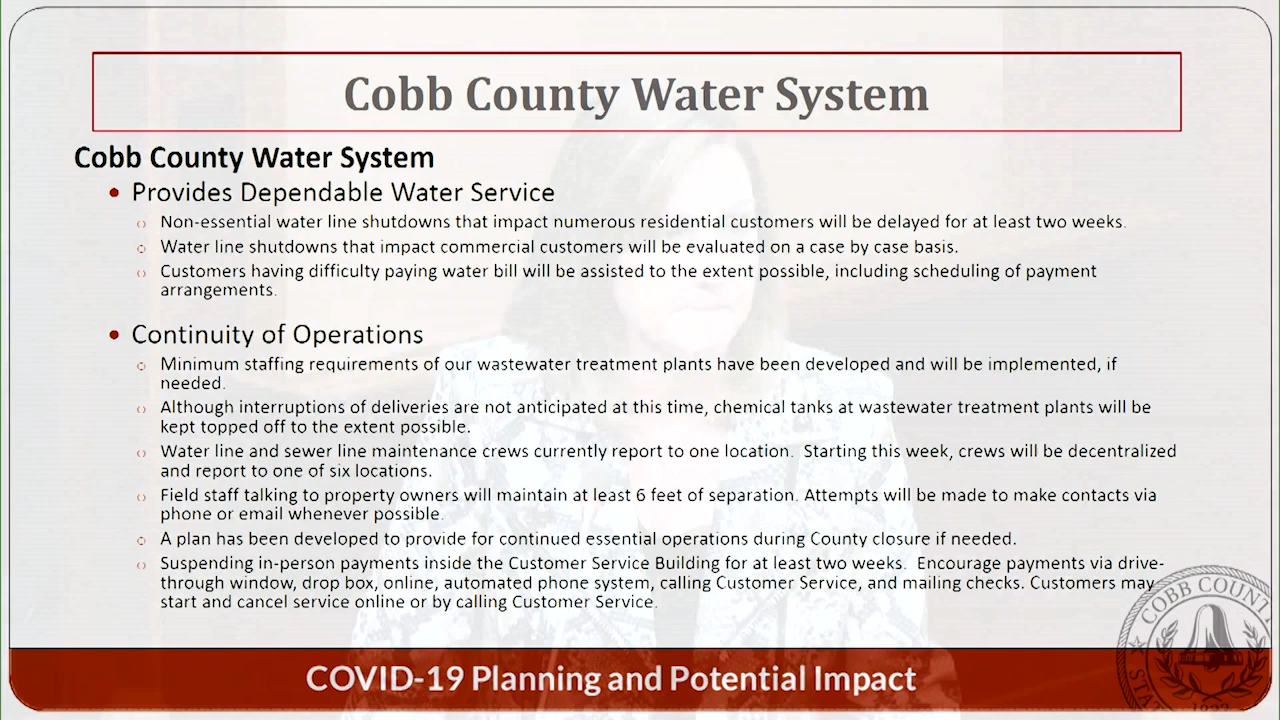 Cobb County Water System
Cobb County Water System
• Provides Dependable Water Service
Non-essential water line shutdowns that impact numerous residential customers will be delayed for at least two weeks.
Water line shutdowns that impact commercial customers will be evaluated on a case by case basis.
Customers having difficulty paying water bill will be assisted to the extent possible, including scheduling of payment
arrangements.
• Continuity of Operations
Minimum staffing requirements of our wastewater treatment plants have been developed and will be implemented, if
needed.
Although interruptions of deliveries are not anticipated at this time, chemical tanks at wastewater treatment plants will be
kept topped off to the extent possible.
Water line and sewer line maintenance crews currently report to one location.  Starting this week, crews will be decentralized
and report to one of six locations.
Field staff talking to property owners will maintain at least 6 feet of separation. Attempts will be made to make contacts via
phone or email whenever possible.
A plan has been developed to provide for continued essential operations during County closure if needed.
Suspending in-person payments inside the Customer Service Building for at least two weeks.  Encourage payments via drive-
through window, drop box, online, automated phone system, calling Customer Service, and mailing checks. Customers may
start and cancel service online or by calling Customer Service.
COBB COUNT
STAT
COVID-19 Planning and Potential Impact